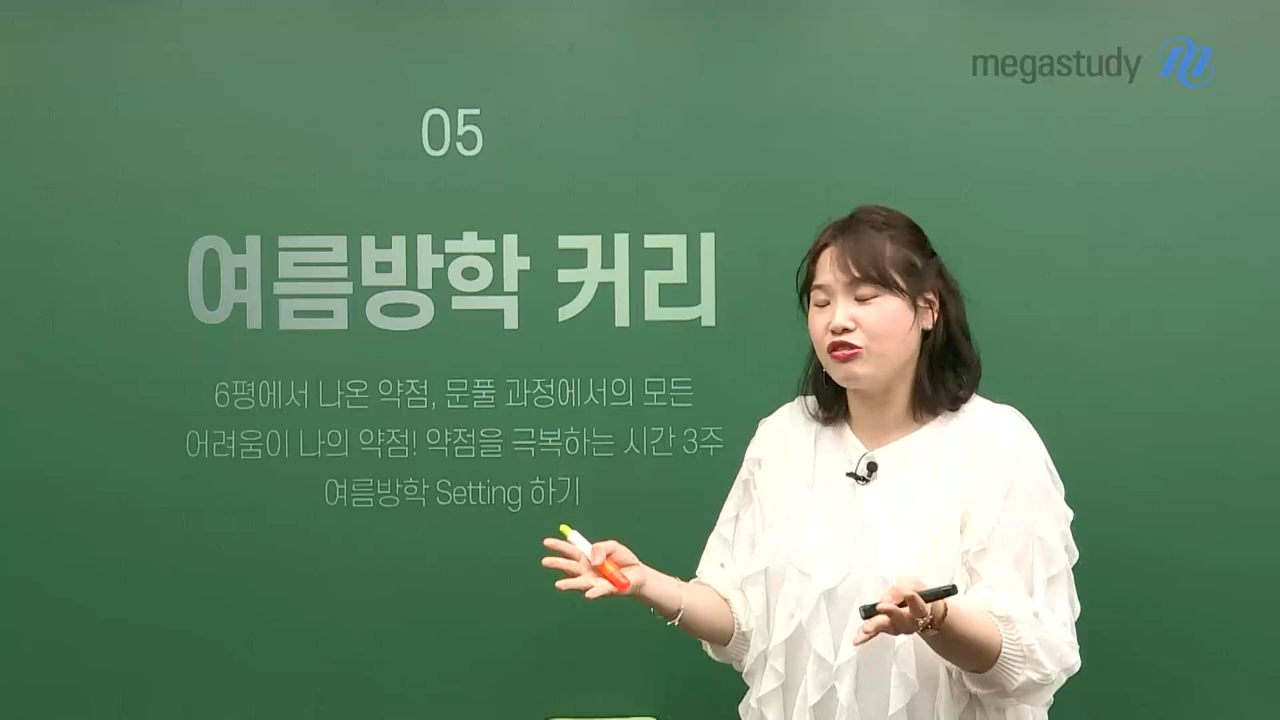 megastudy
05
여름방학 커리
6평에서 나온 약점, 문풀 과정에서의 모든
어려움이 나의 약점! 약점을 극복하는 시간 3주
여름방학 Setting 하기